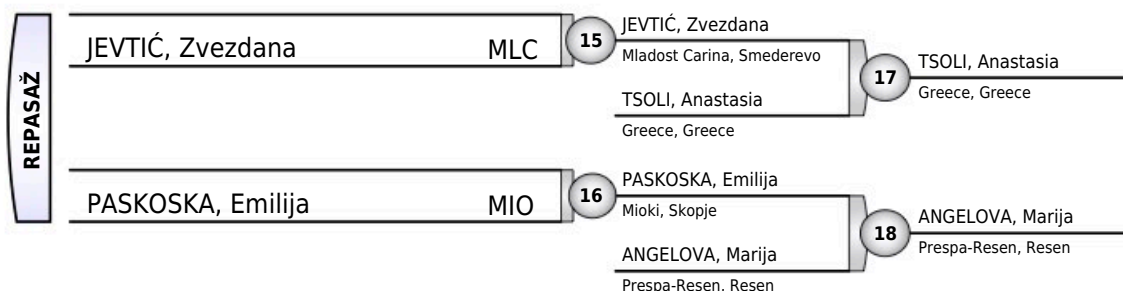 REPASAŽ
JEVTIĆ, Zvezdana MLC
15
JEVTIĆ, Zvezdana
Mladost Carina, Smederevo
TSOLI, Anastasia
Greece, Greece
17
TSOLI, Anastasia
Greece, Greece
PASKOSKA, Emilija MIO
16
PASKOSKA, Emilija
Mioki, Skopje
ANGELOVA, Marija
Prespa-Resen, Resen
18
ANGELOVA, Marija
Prespa-Resen, Resen